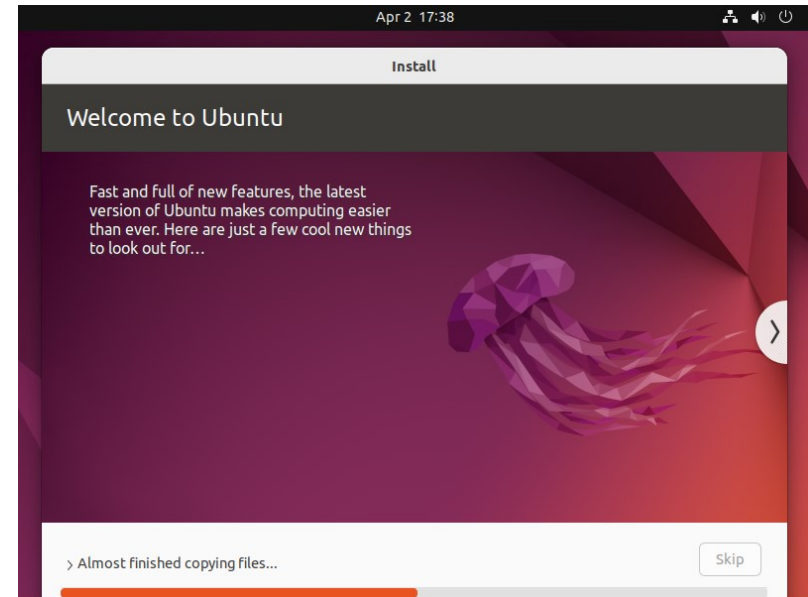 Apr 2 17:38
Install
Welcome to Ubuntu
Fast and full of new features, the latest
version of Ubuntu makes computing easier
than ever. Here are just a few cool new things
to look out for...
Almost finished copying files...
Skip